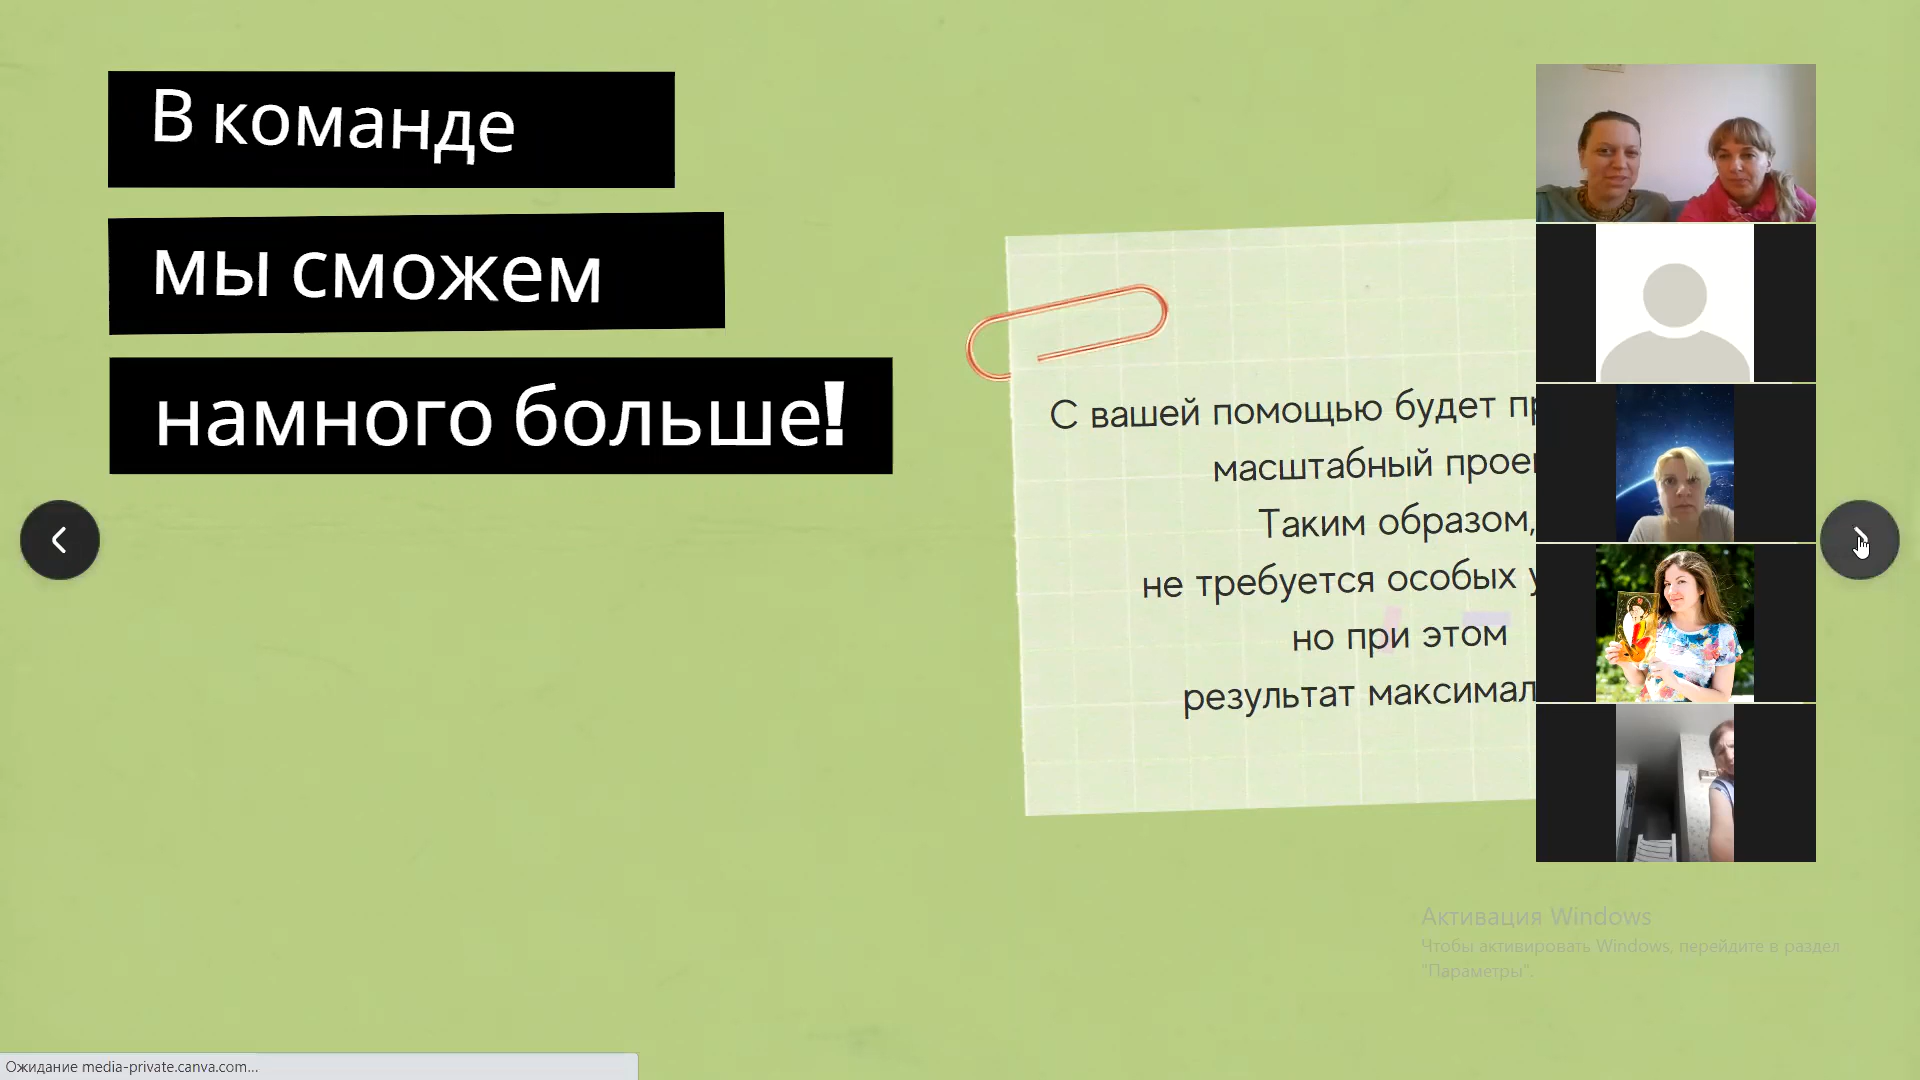 В команде
мы сможем
намного больше!
С вашей помощью будет
масштабный
Таким образом,
не требуется особых
но при этом
результат
Активация Windows
Чтобы активировать Windows, перейдите в раздел
"Параметры".
Ожидание media-private.canva.com...